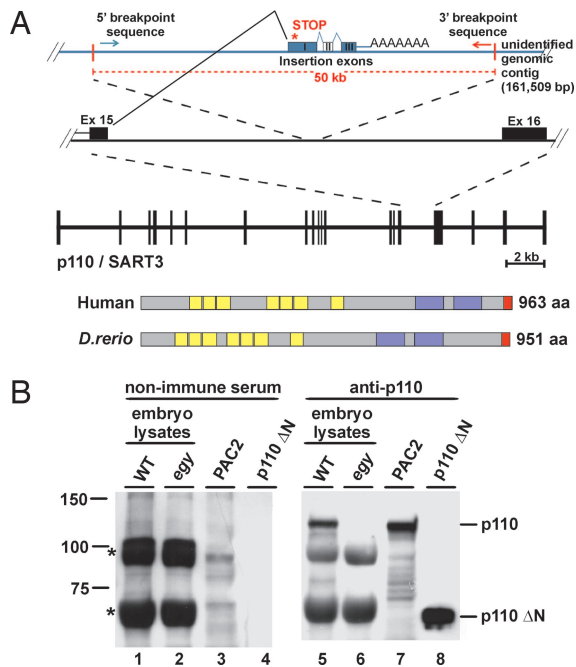 A
5' breakpoint sequence
STOP
*
I II III
AAAAAAA
3' breakpoint sequence
unidentified genomic contig (161,509 bp)
Insertion exons
50 kb
Ex 15
Ex 16
p110 / SART3
2 kb
Human
963 aa
D.rerio
951 aa
B
non-immune serum
anti-p110
embryo lysates
WT
egy
PAC2
p110 ΔN
embryo lysates
WT
egy
PAC2
p110 ΔN
150
100
75
*
*
p110
p110 ΔN
1 2 3 4 5 6 7 8